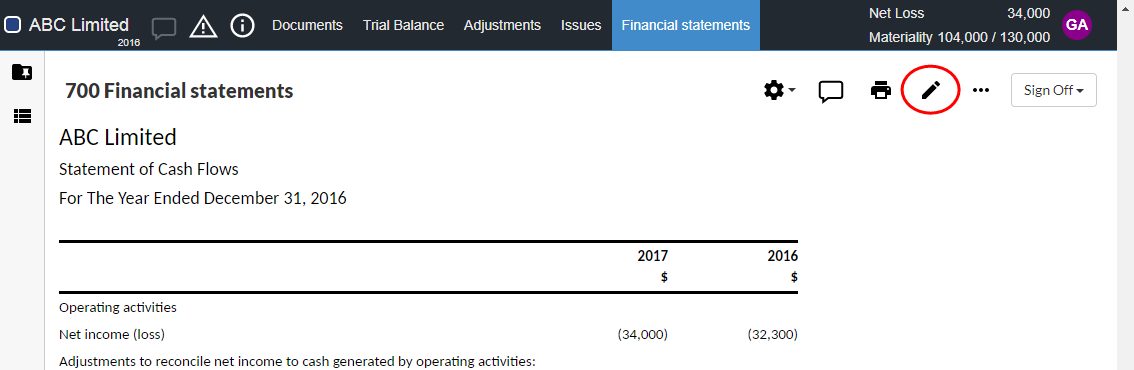 ABC Limited
2016
Documents Trial Balance Adjustments Issues Financial statements
Net Loss 34,000
Materiality 104,000 / 130,000
GA
700 Financial statements
Sign Off
ABC Limited
Statement of Cash Flows
For The Year Ended December 31, 2016
2017 2016
$ $
Operating activities
Net income (loss) (34,000) (32,300)
Adjustments to reconcile net income to cash generated by operating activities: